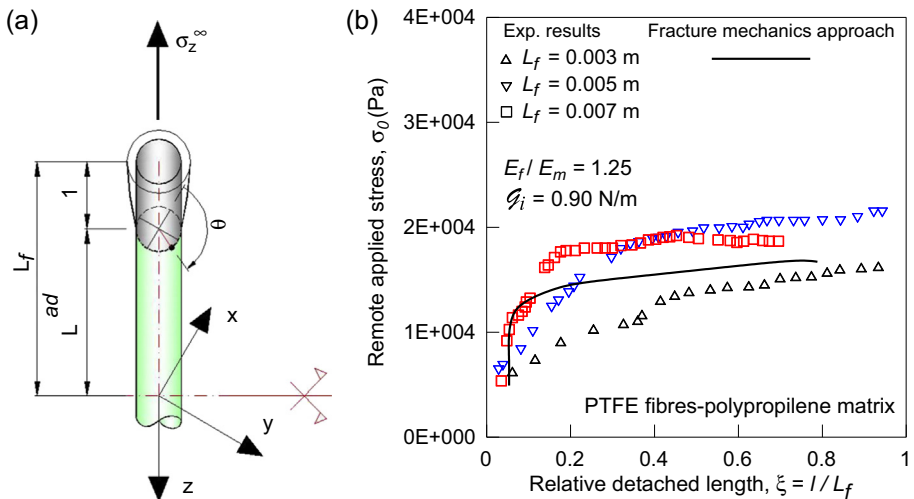 (a)
σz∞
1
Lf
ad
L
θ
x
y
z
(b)
4E+004
3E+004
2E+004
1E+004
0E+000
Remote applied stress, σ0(Pa)
Exp. results
Fracture mechanics approach
Lf = 0.003 m
Lf = 0.005 m
Lf = 0.007 m
Ef / Em = 1.25
𝒢i = 0.90 N/m
PTFE fibres-polypropilene matrix
0 0.2 0.4 0.6 0.8 1
Relative detached length, ξ = l / Lf